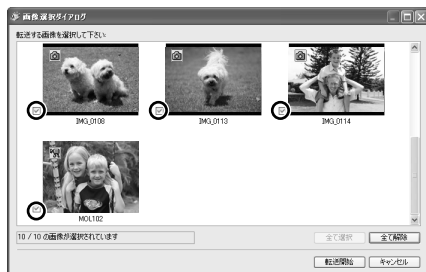 画像選択ダイアログ
転送する画像を選択して下さい:
IMG_0108
IMG_0113
IMG_0114
MOL102
10 / 10 の画像が選択されています
全て選択
全て解除
転送開始
キャンセル